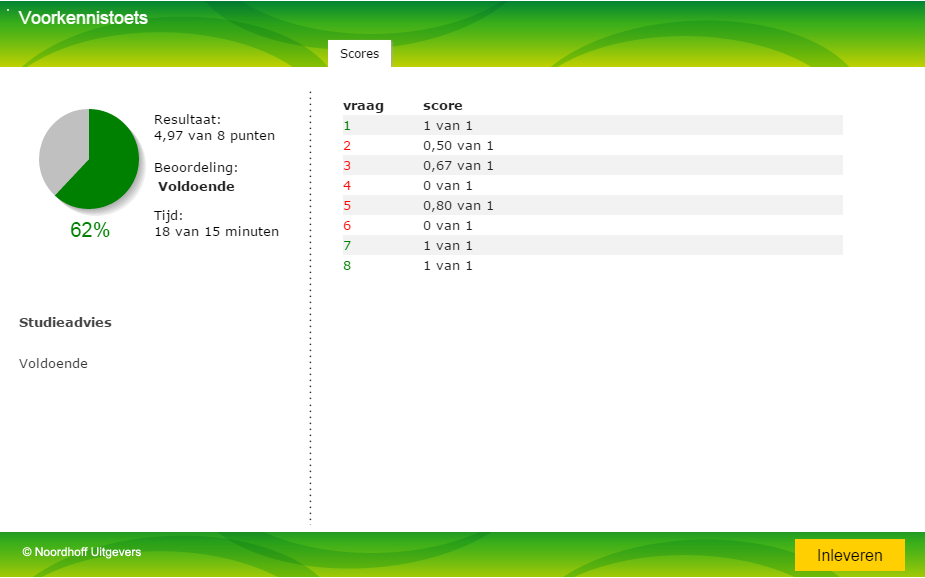 Voorkennistoets
Scores
Resultaat:
4,97 van 8 punten
Beoordeling:
Voldoende
Tijd:
18 van 15 minuten
62%
Studieadvies
Voldoende
vraag score
1 1 van 1
2 0,50 van 1
3 0,67 van 1
4 0 van 1
5 0,80 van 1
6 0 van 1
7 1 van 1
8 1 van 1
© Noordhoff Uitgevers
Inleveren